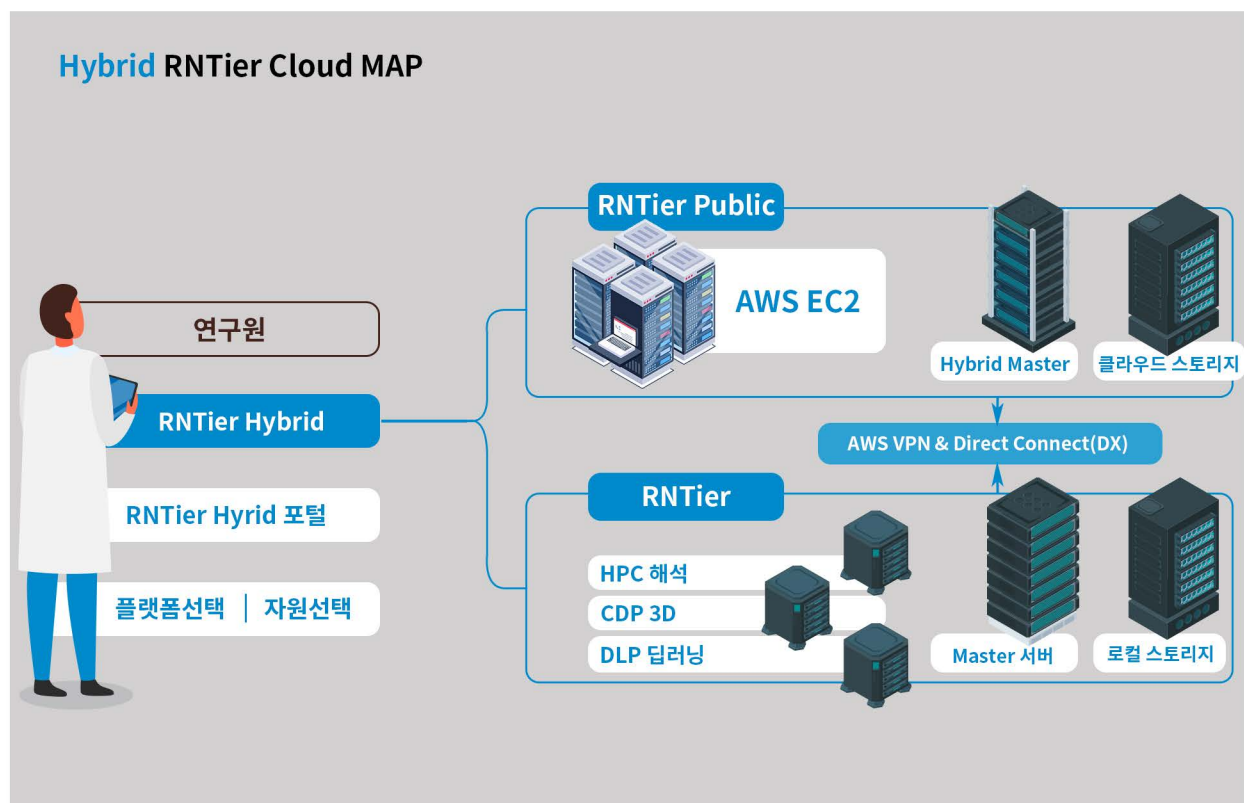 Hybrid RNTier Cloud MAP
연구원
RNTier Hybrid
RNTier Hyrid 포털
플랫폼선택 | 자원선택
RNTier Public
AWS EC2
Hybrid Master
클라우드 스토리지
AWS VPN & Direct Connect(DX)
RNTier
HPC 해석
CDP 3D
DLP 딥러닝
Master 서버
로컬 스토리지